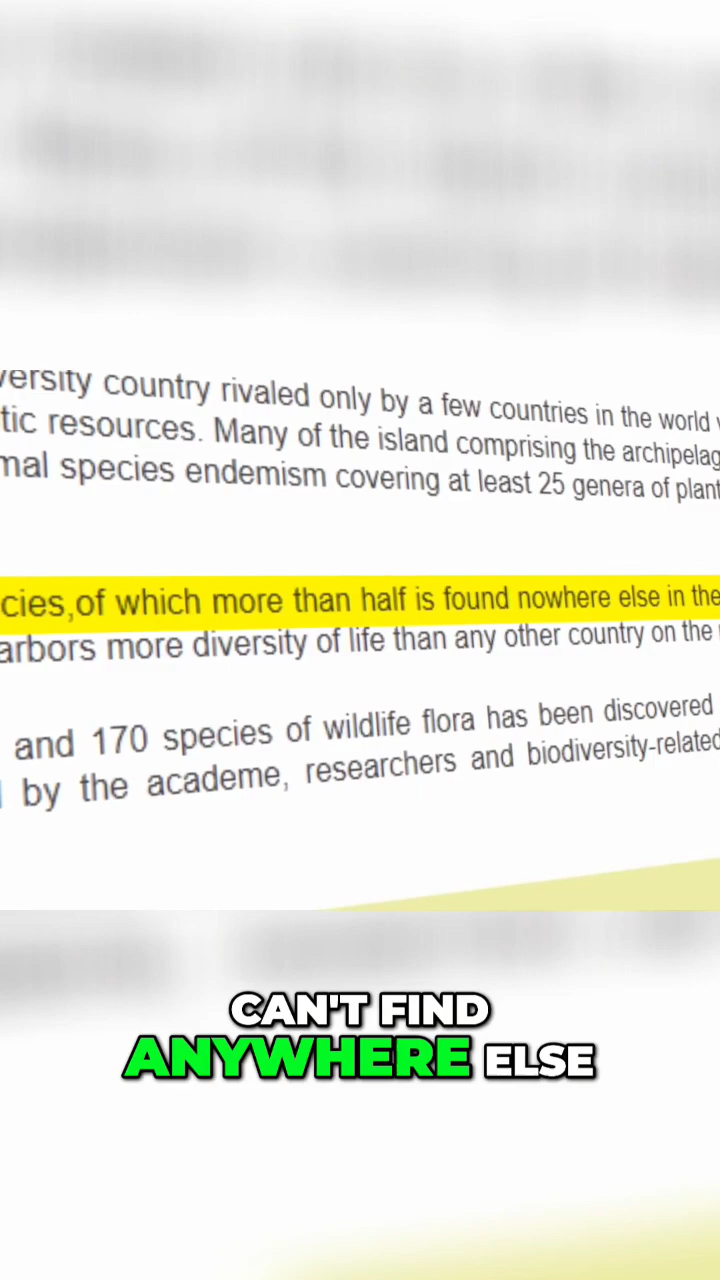 versity country rivaled only by a few countries in the world
tic resources. Many of the island comprising the archipelag
mal species endemism covering at least 25 genera of plant
cies,of which more than half is found nowhere else in the
arbors more diversity of life than any other country on the
and 170 species of wildlife flora has been discovered
by the academe, researchers and biodiversity-related
CAN'T FIND
ANYWHERE ELSE